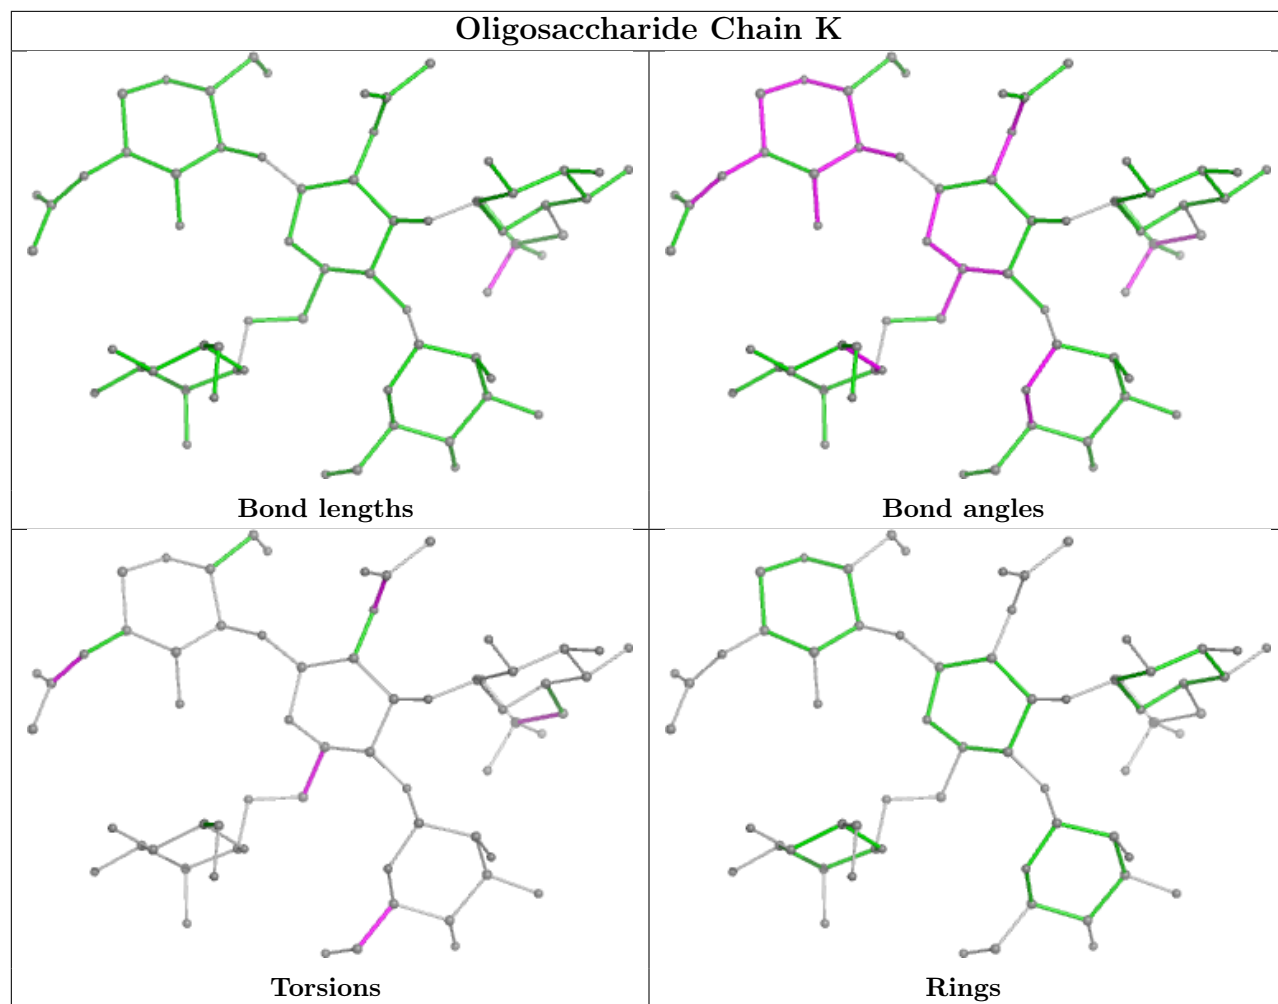 Oligosaccharide Chain K
Bond lengths
Bond angles
Torsions
Rings